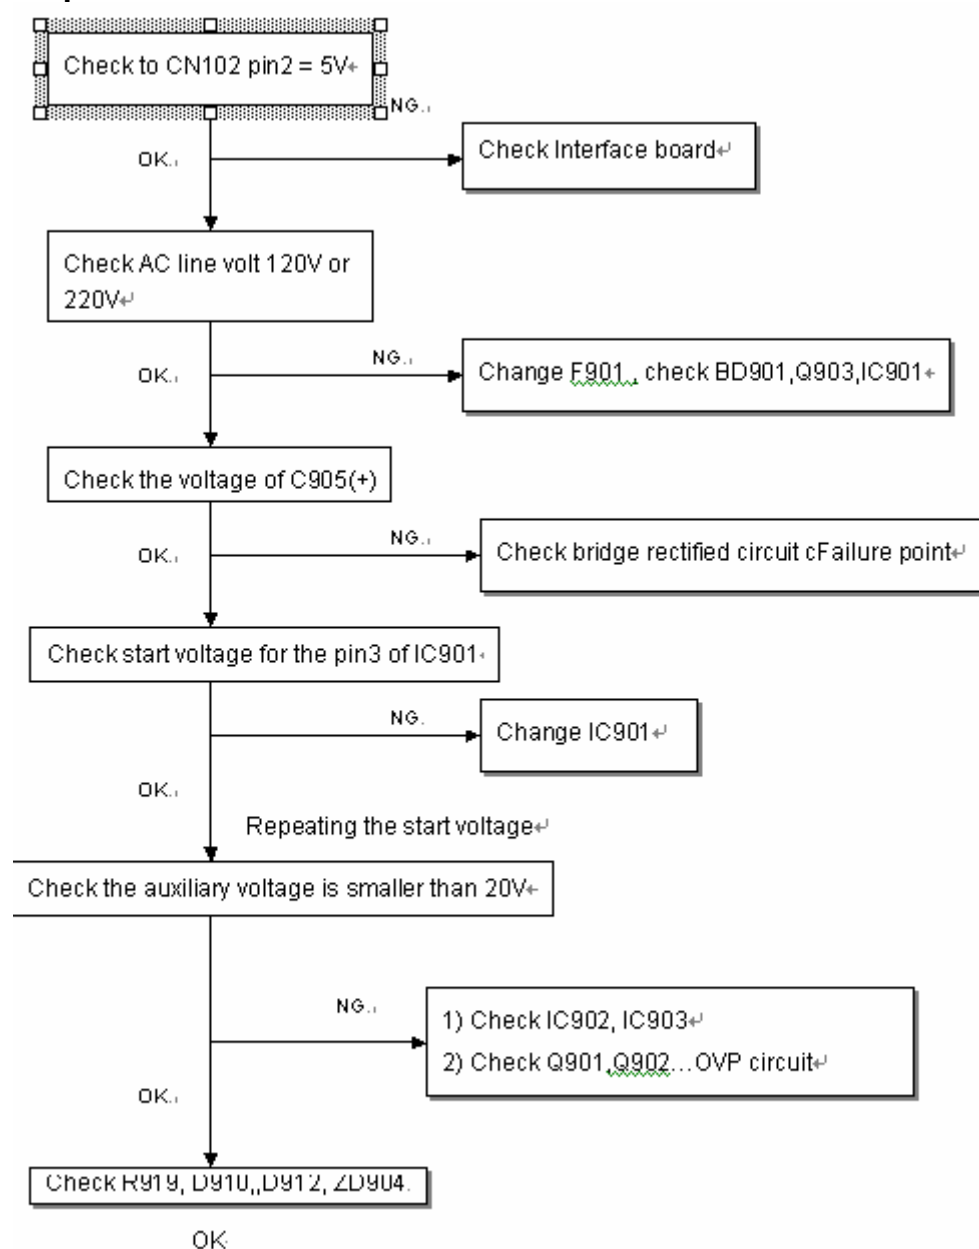 Check to CN102 pin2 = 5V
NG.
OK.
Check Interface board
Check AC line volt 120V or
220V
NG.
OK.
Change F901 , check BD901,Q903,IC901
Check the voltage of C905(+)
NG.
OK.
Check bridge rectified circuit cFailure point
Check start voltage for the pin3 of IC901
NG.
Change IC901
OK.
Repeating the start voltage
Check the auxiliary voltage is smaller than 20V
NG.
1) Check IC902, IC903
2) Check Q901,Q902...OVP circuit
OK.
Check R919, D910,,D912, ZD904.
OK